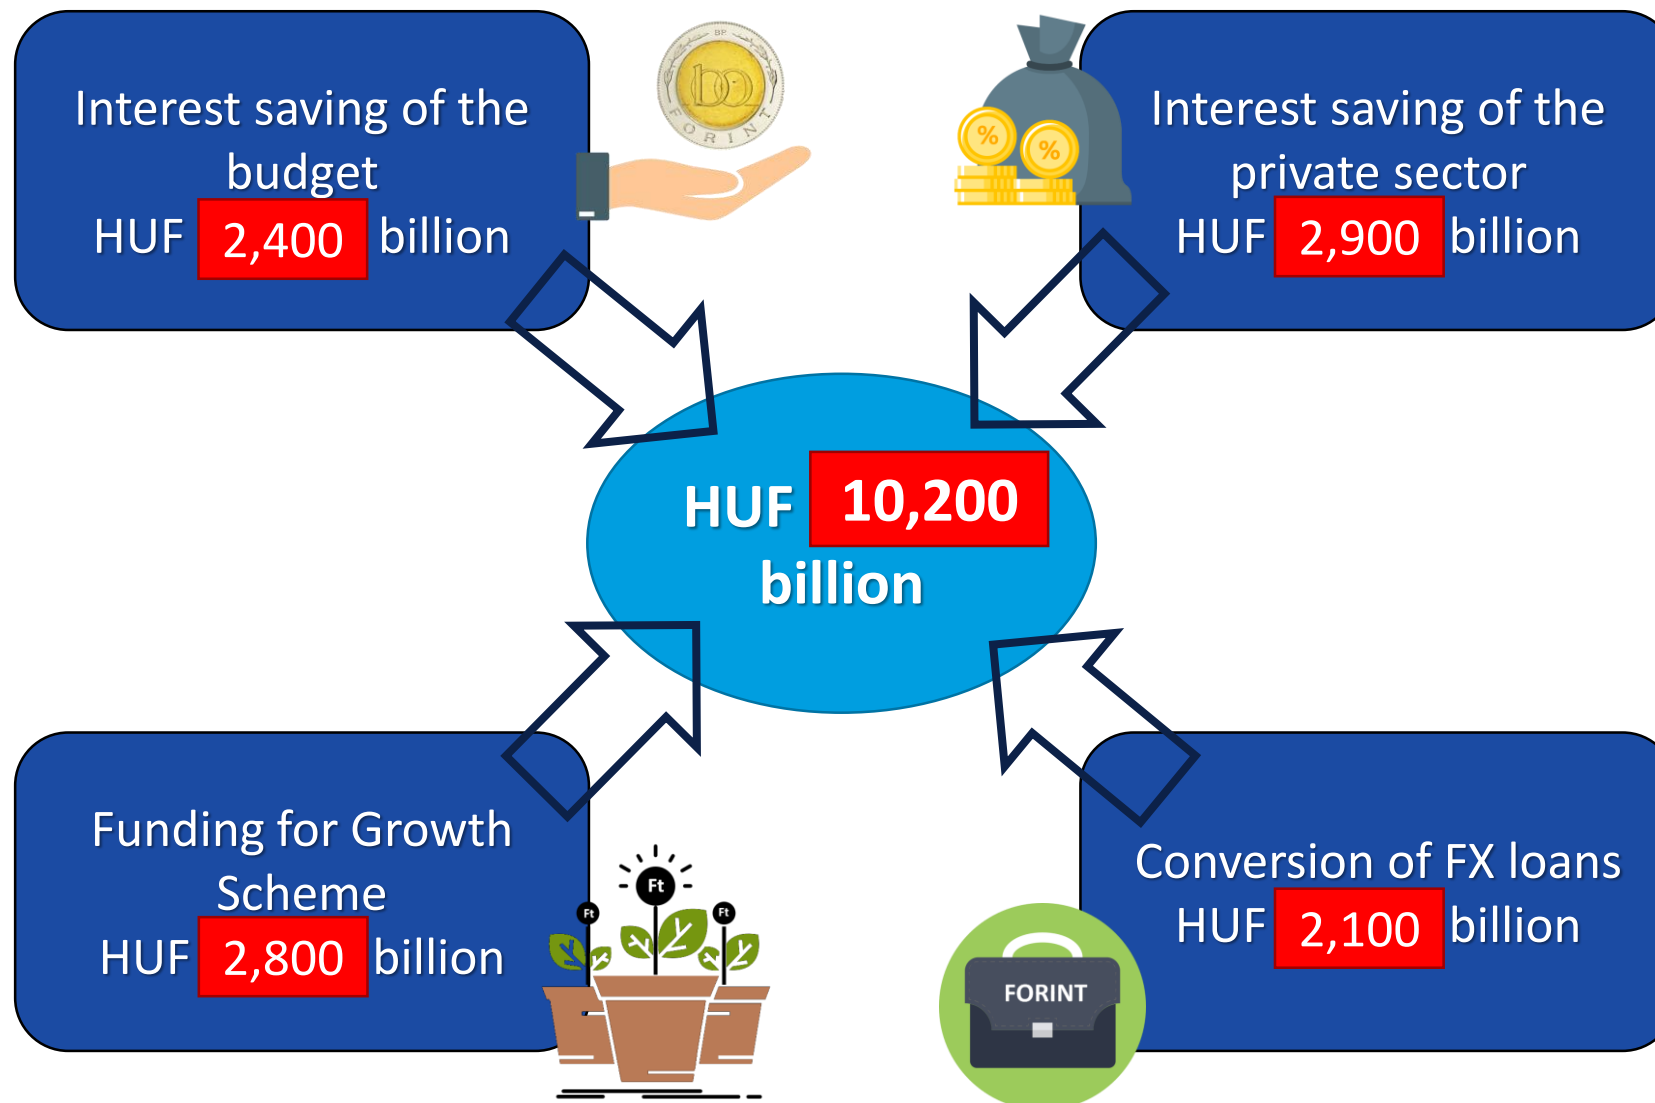 Interest saving of the
budget
HUF 2,400 billion
BP
FORINT
%
%
Interest saving of the
private sector
HUF 2,900 billion
HUF 10,200
billion
Funding for Growth
Scheme
HUF 2,800 billion
Ft
Ft
Ft
Conversion of FX loans
HUF 2,100 billion
FORINT